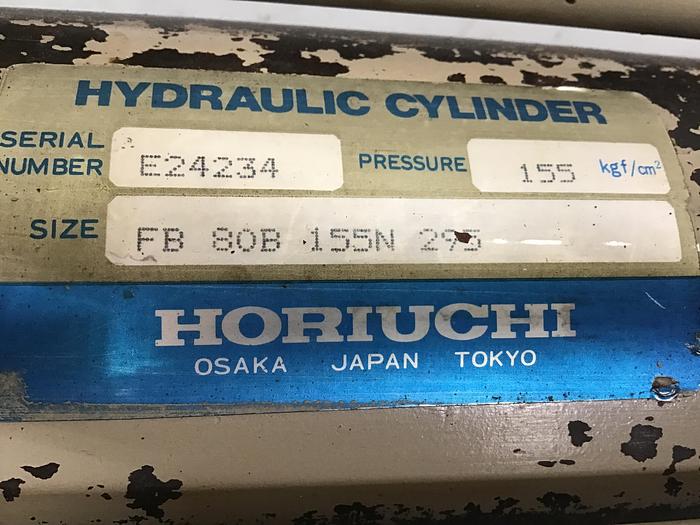 HYDRAULIC CYLINDER
SERIAL NUMBER E24234 PRESSURE 155 kgf/cm²
SIZE FB 80B 155N 295
HORIUCHI
OSAKA JAPAN TOKYO